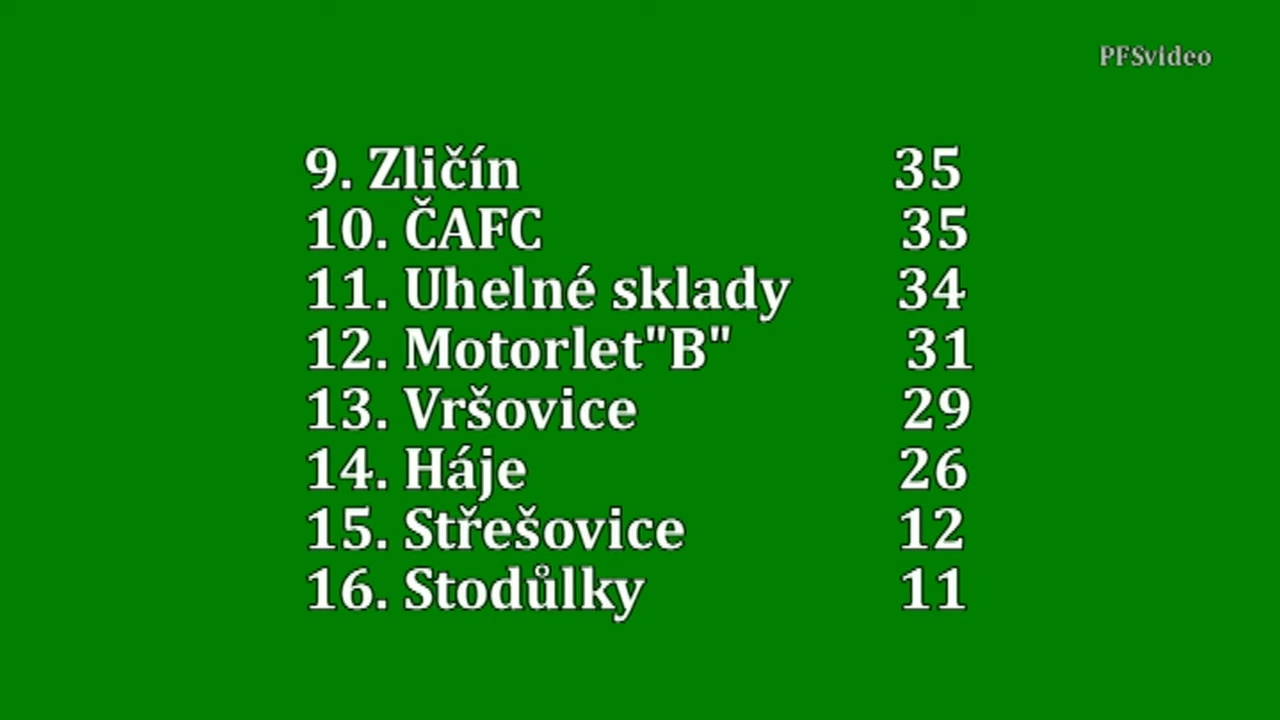 PFSvideo
9. Zličín 35
10. ČAFC 35
11. Uhelné sklady 34
12. Motorlet"B" 31
13. Vršovice 29
14. Háje 26
15. Střešovice 12
16. Stodůlky 11